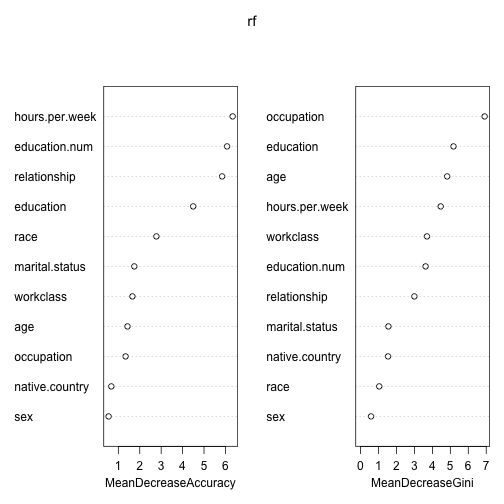 rf
hours.per.week
education.num
relationship
education
race
marital.status
workclass
age
occupation
native.country
sex
1 2 3 4 5 6
MeanDecreaseAccuracy
occupation
education
age
hours.per.week
workclass
education.num
relationship
marital.status
native.country
race
sex
0 1 2 3 4 5 6 7
MeanDecreaseGini